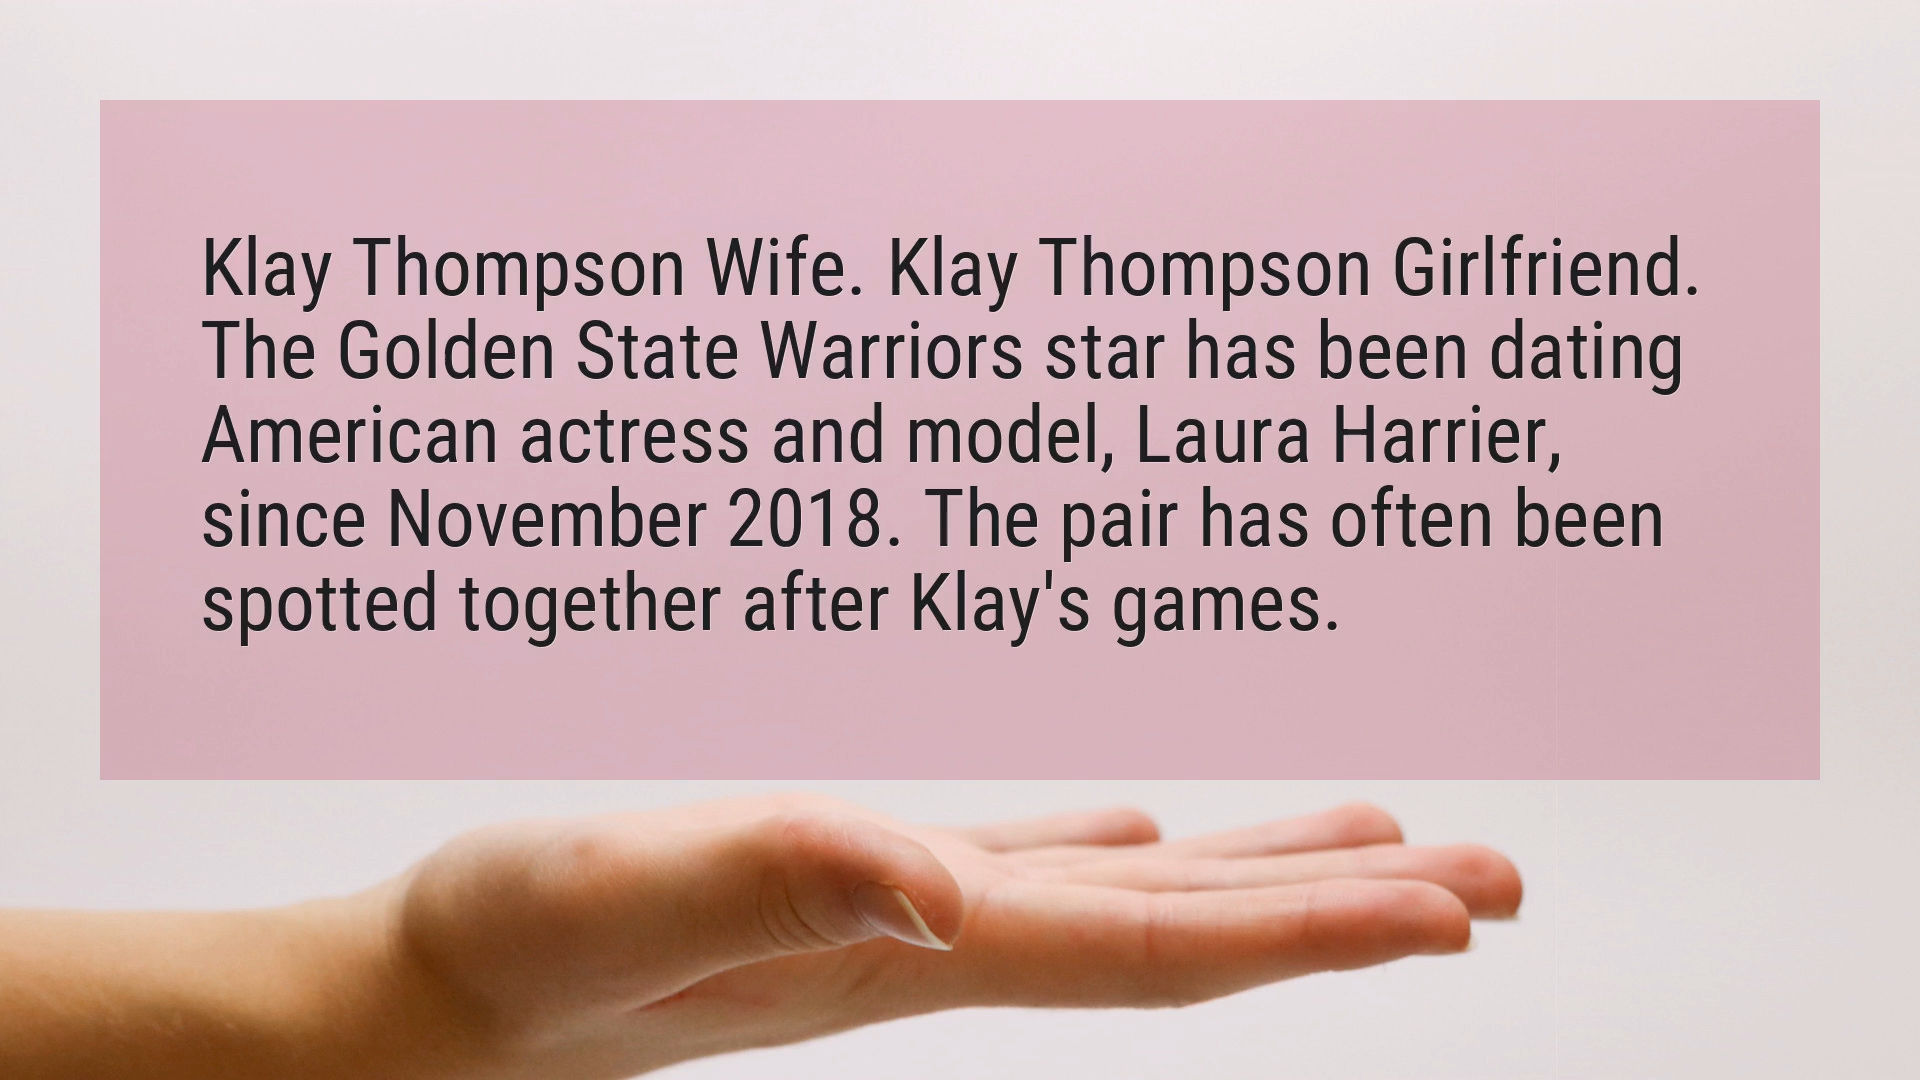 Klay Thompson Wife. Klay Thompson Girlfriend.
The Golden State Warriors star has been dating
American actress and model, Laura Harrier,
since November 2018. The pair has often been
spotted together after Klay's games.